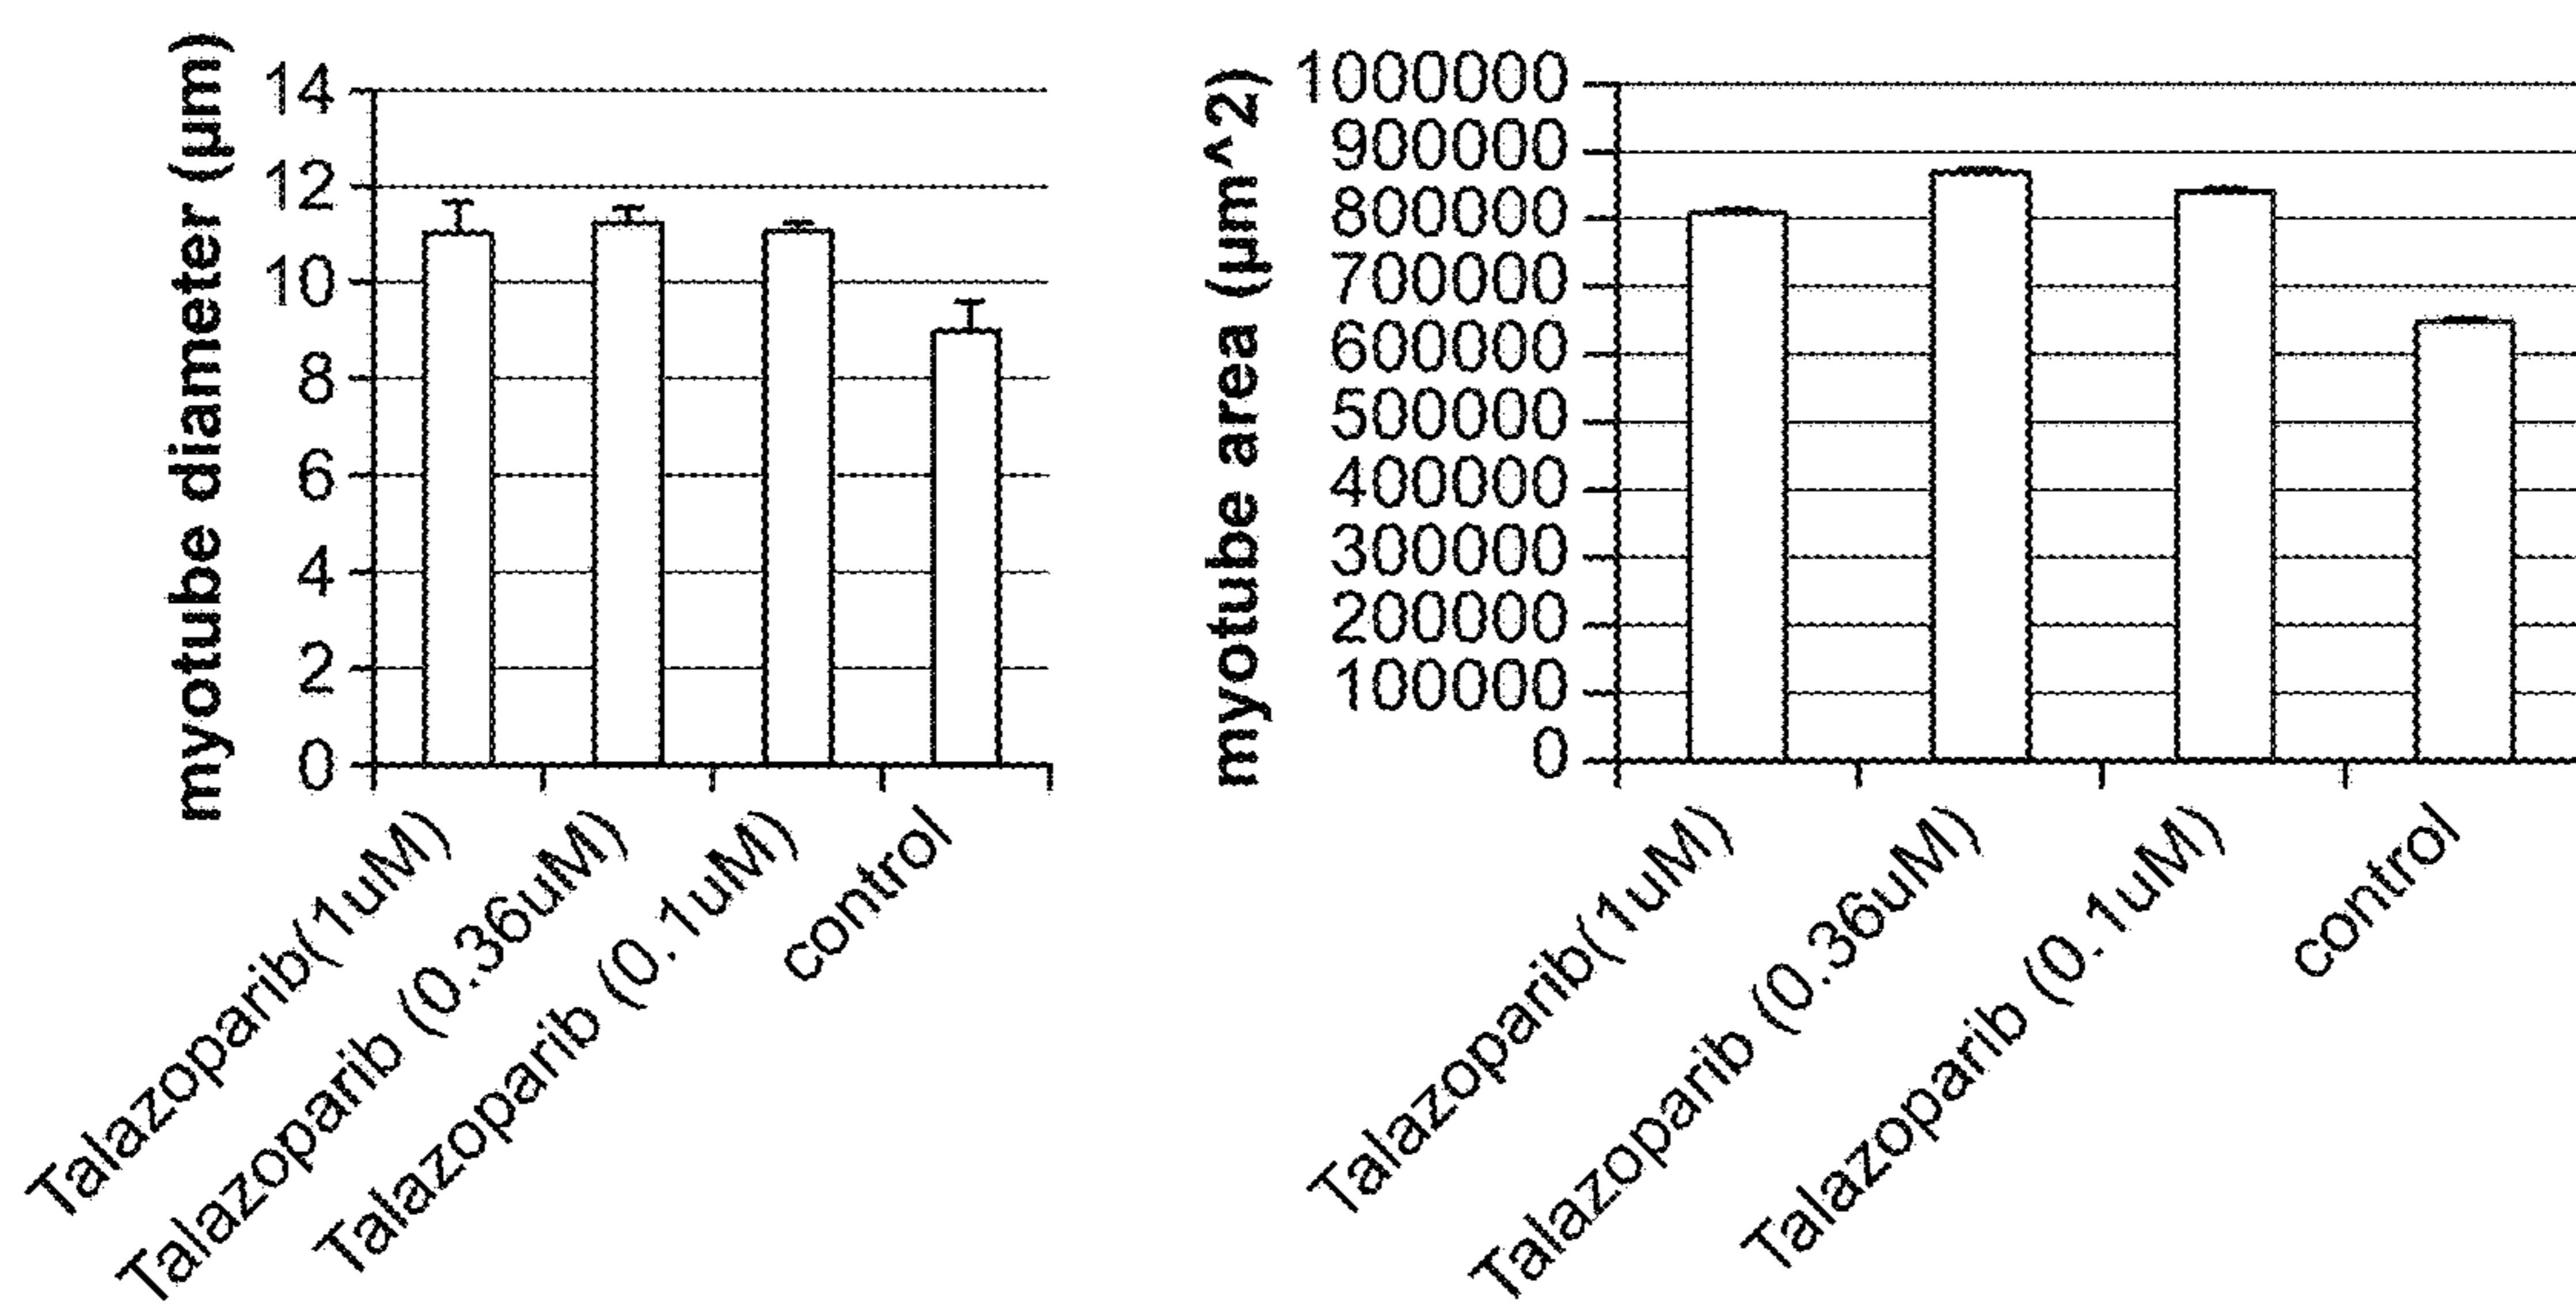 myotube diameter (µm)
14
12
10
8
6
4
2
0
Talazoparib(1uM)
Talazoparib (0.36uM)
Talazoparib (0.1uM)
control
myotube area (µm^2)
1000000
900000
800000
700000
600000
500000
400000
300000
200000
100000
0
Talazoparib(1uM)
Talazoparib (0.36uM)
Talazoparib (0.1uM)
control